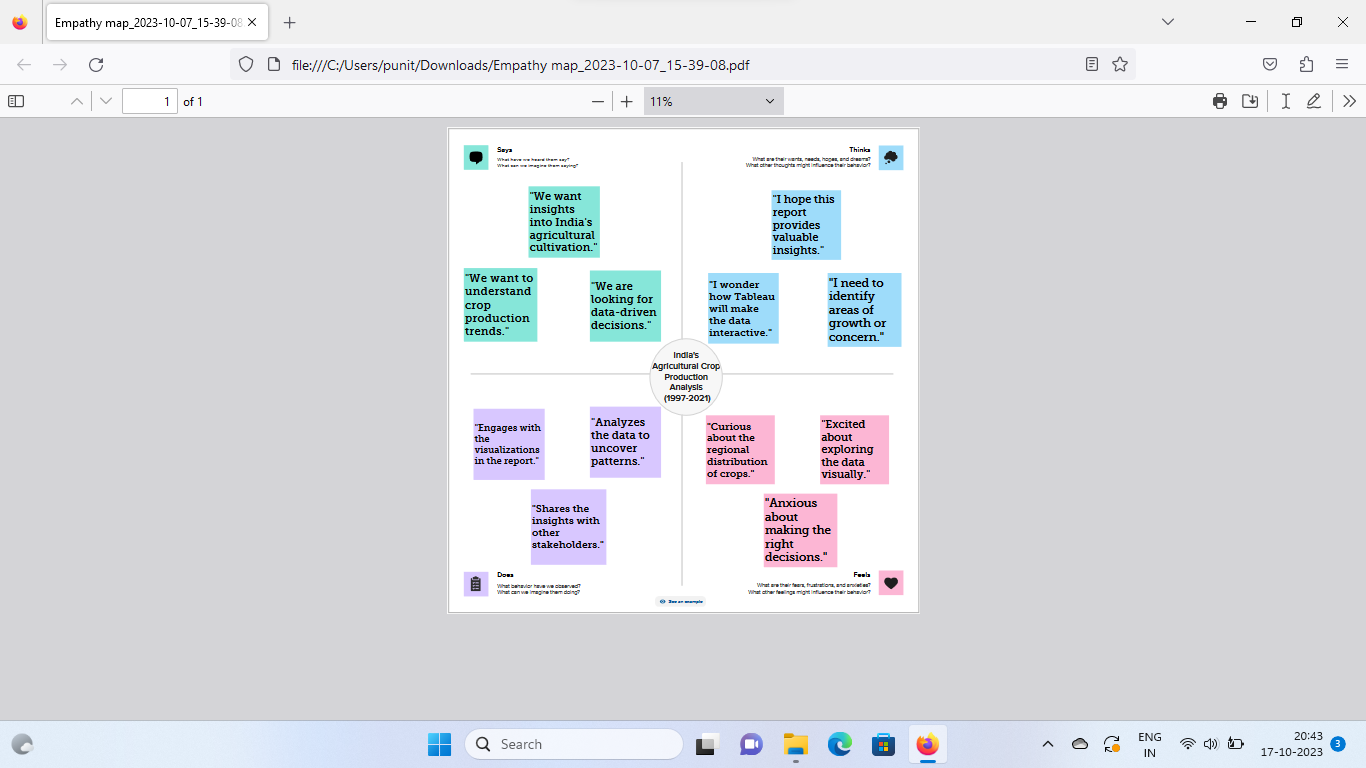 Empathy map_2023-10-07_15-39-08
file:///C:/Users/punit/Downloads/Empathy map_2023-10-07_15-39-08.pdf
1 of 1
11%
Says
What have we heard them say?
What can we imagine them saying?
Thinks
What are their wants, needs, hopes, and dreams?
What other thoughts might influence their behavior?
"We want
insights
into India's
agricultural
cultivation."
"We want to
understand
crop
production
trends."
"We are
looking for
data-driven
decisions."
"I hope this
report
provides
valuable
insights."
"I wonder
how Tableau
will make
the data
interactive."
"I need to
identify
areas of
growth or
concern."
India's
Agricultural Crop
Production
Analysis
(1997-2021)
"Engages with
the
visualizations
in the report."
"Analyzes
the data to
uncover
patterns."
"Shares the
insights with
other
stakeholders."
"Curious
about the
regional
distribution
of crops."
"Excited
about
exploring
the data
visually."
"Anxious
about
making the
right
decisions."
Does
What behavior have we observed?
What can we imagine them doing?
Feels
What are their fears, frustrations, and anxieties?
What other feelings might influence their behavior?
See an example
Search
ENG
IN
20:43
17-10-2023
3